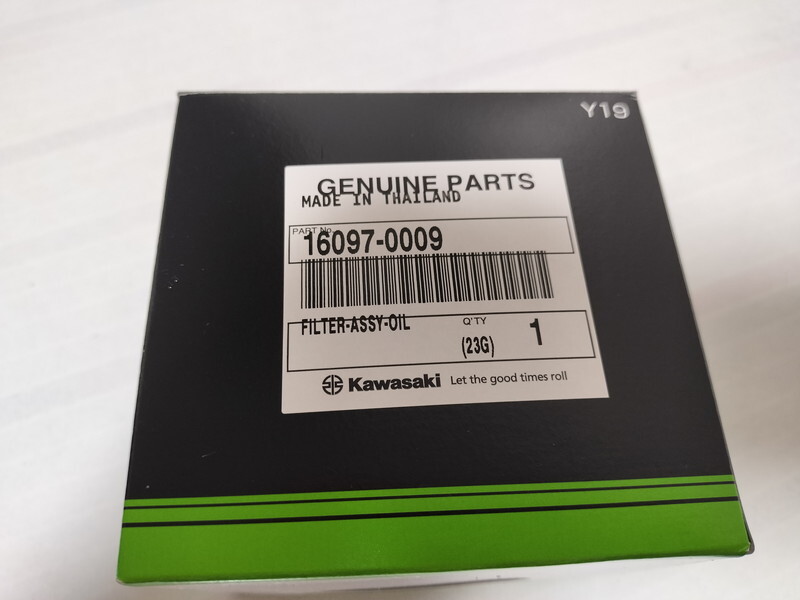 Y19
GENUINE PARTS
MADE IN THAILAND
PART No.
16097-0009
FILTER-ASSY-OIL
Q'TY
(23G)
1
Kawasaki Let the good times roll